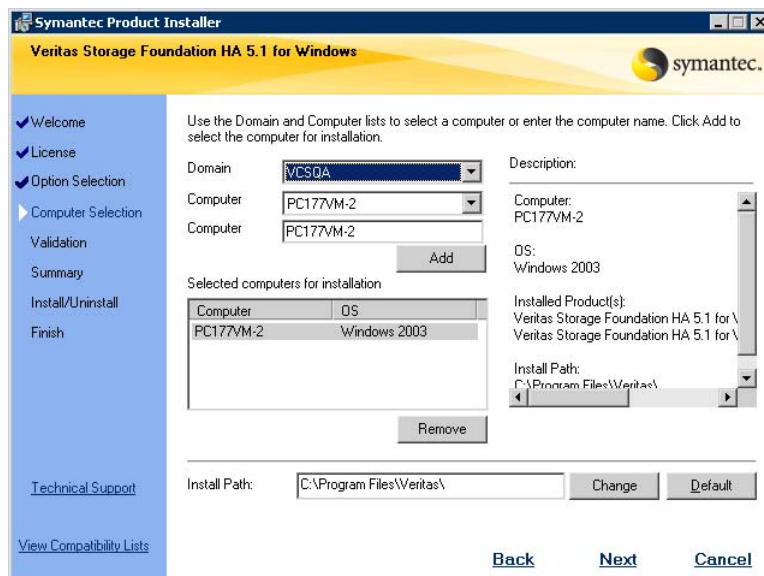 Symantec Product Installer
Veritas Storage Foundation HA 5.1 for Windows
symantec.
Welcome
License
Option Selection
Computer Selection
Validation
Summary
Install/Uninstall
Finish
Technical Support
View Compatibility Lists
Use the Domain and Computer lists to select a computer or enter the computer name. Click Add to
select the computer for installation.
Domain VCSQA
Computer PC177VM-2
Computer PC177VM-2
Add
Selected computers for installation
Computer OS
PC177VM-2 Windows 2003
Remove
Description:
Computer:
PC177VM-2
OS:
Windows 2003
Installed Product(s):
Veritas Storage Foundation HA 5.1 for
Veritas Storage Foundation HA 5.1 for
Install Path:
C:\Program Files\Veritas\
Install Path: C:\Program Files\Veritas\
Change
Default
Back Next Cancel